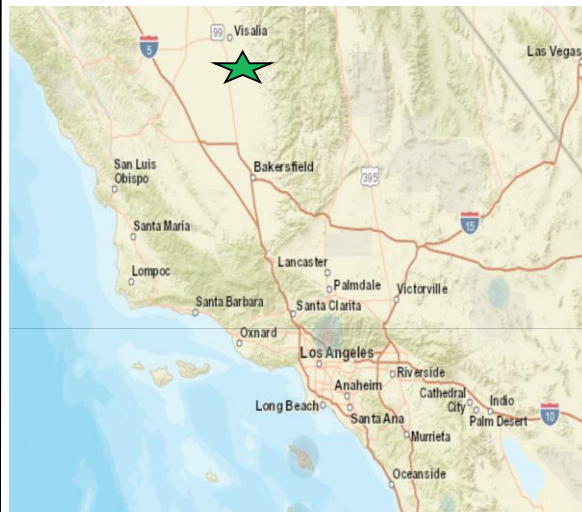 99
Visalia
5
Las Vegas
Bakersfield
San Luis
Obispo
395
15
Santa Maria
Lancaster
Lompoc
Palmdale
Victorville
Santa Barbara
Santa Clarita
Oxnard
Los Angeles
Riverside
Anaheim
Cathedral
City
Indio
Long Beach
Santa Ana
Palm Desert
10
Murrieta
Oceanside